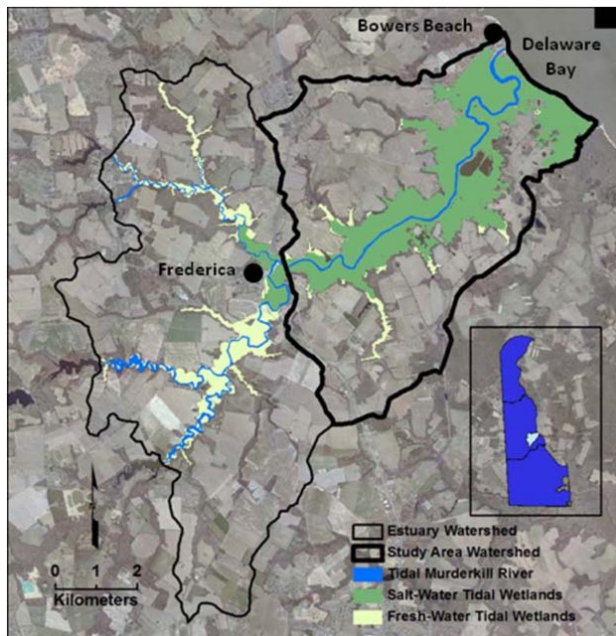 Bowers Beach
Delaware
Bay
Frederica
Estuary Watershed
Study Area Watershed
Tidal Murderkill River
Salt-Water Tidal Wetlands
Fresh-Water Tidal Wetlands
0 1 2
Kilometers